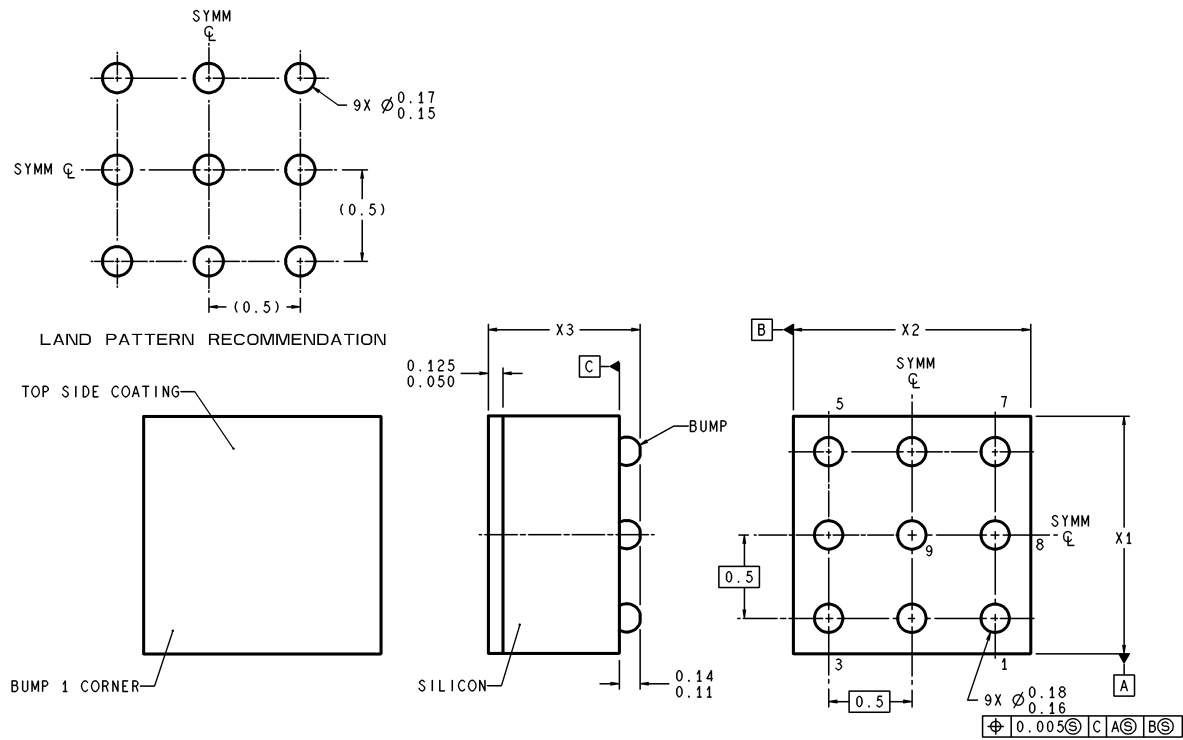 SYMM
℄
9X ⌀ 0.17
0.15
SYMM ℄
(0.5)
(0.5)
LAND PATTERN RECOMMENDATION
TOP SIDE COATING
BUMP 1 CORNER
X3
0.125
0.050
C
BUMP
SILICON
0.14
0.11
B
X2
SYMM
℄
5
7
SYMM
℄
9
8
X1
0.5
3
1
A
0.5
9X ⌀ 0.18
0.16
⌖ 0.005Ⓢ C AⓈ BⓈ